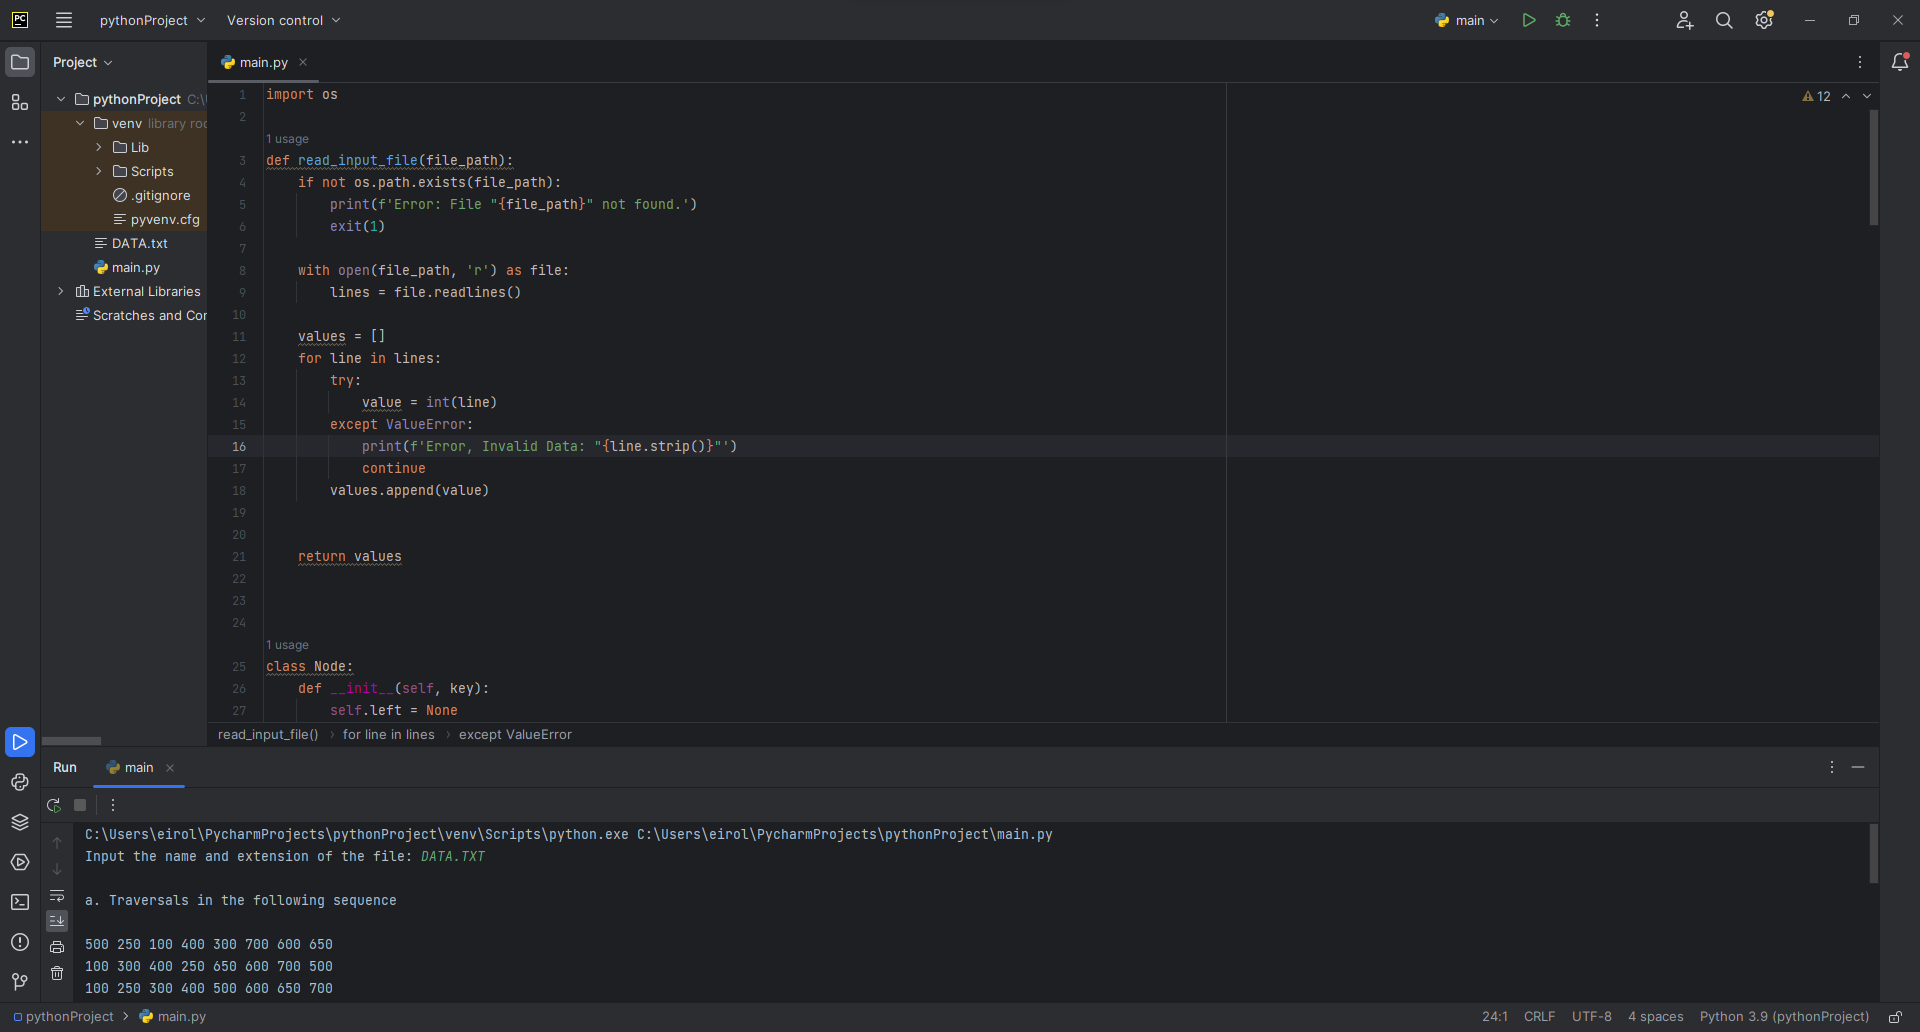 PC pythonProject Version control main
Project
main.py
pythonProject C:\
venv library roo
Lib
Scripts
.gitignore
pyvenv.cfg
DATA.txt
main.py
External Libraries
Scratches and Con
12
1 import os
2
1 usage
3 def read_input_file(file_path):
4     if not os.path.exists(file_path):
5         print(f'Error: File "{file_path}" not found.')
6         exit(1)
7
8     with open(file_path, 'r') as file:
9         lines = file.readlines()
10
11     values = []
12     for line in lines:
13         try:
14             value = int(line)
15         except ValueError:
16             print(f'Error, Invalid Data: "{line.strip()}"')
17             continue
18         values.append(value)
19
20
21     return values
22
23
24
1 usage
25 class Node:
26     def __init__(self, key):
27         self.left = None
read_input_file() › for line in lines › except ValueError
Run main
C:\Users\eirol\PycharmProjects\pythonProject\venv\Scripts\python.exe C:\Users\eirol\PycharmProjects\pythonProject\main.py
Input the name and extension of the file: DATA.TXT
a. Traversals in the following sequence
500 250 100 400 300 700 600 650
100 300 400 250 650 600 700 500
100 250 300 400 500 600 650 700
pythonProject › main.py 24:1 CRLF UTF-8 4 spaces Python 3.9 (pythonProject)